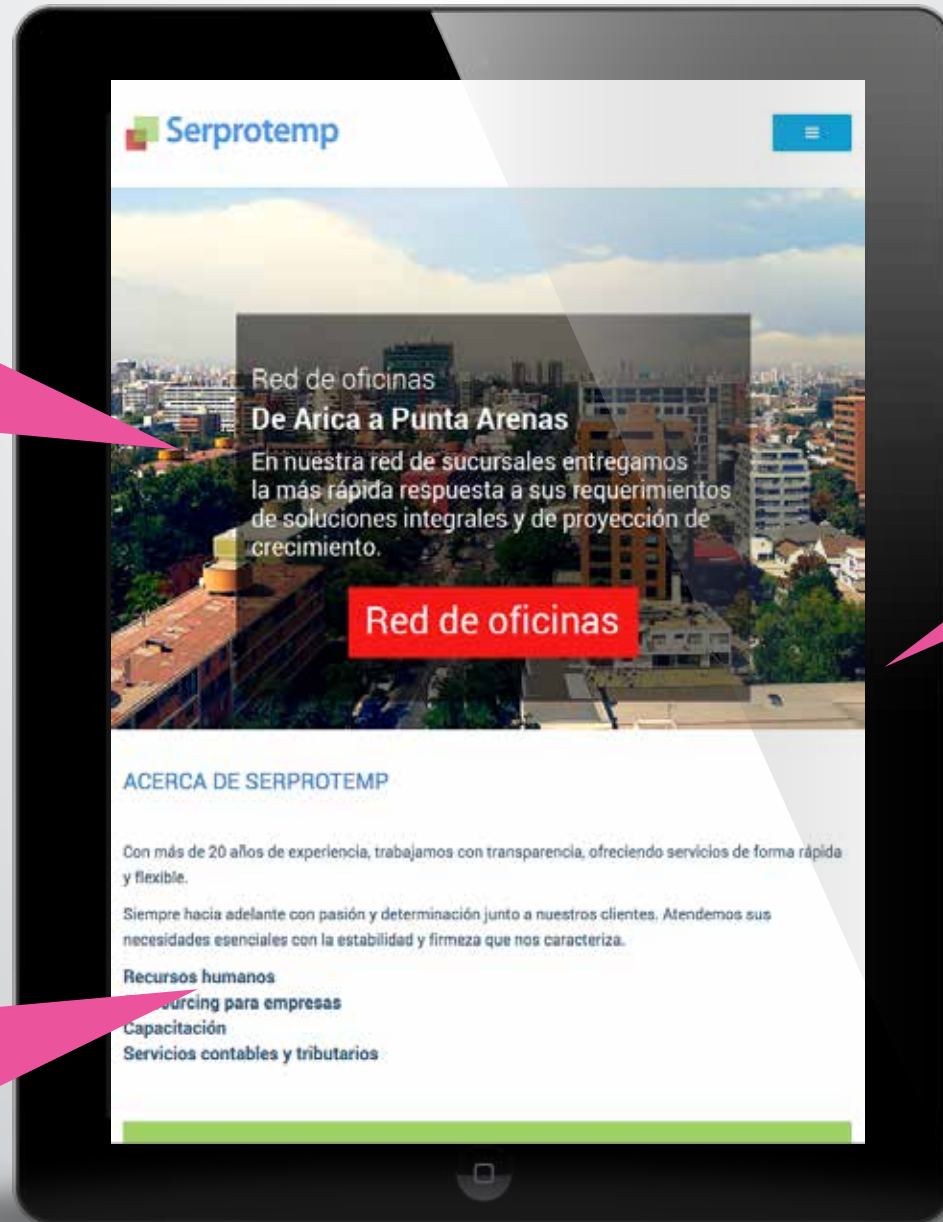 Serprotemp
Red de oficinas
De Arica a Punta Arenas
En nuestra red de sucursales entregamos
la más rápida respuesta a sus requerimientos
de soluciones integrales y de proyección de
crecimiento.
Red de oficinas
ACERCA DE SERPROTEMP
Con más de 20 años de experiencia, trabajamos con transparencia, ofreciendo servicios de forma rápida
y flexible.
Siempre hacia adelante con pasión y determinación junto a nuestros clientes. Atendemos sus
necesidades esenciales con la estabilidad y firmeza que nos caracteriza.
Recursos humanos
para empresas
Capacitación
Servicios contables y tributarios